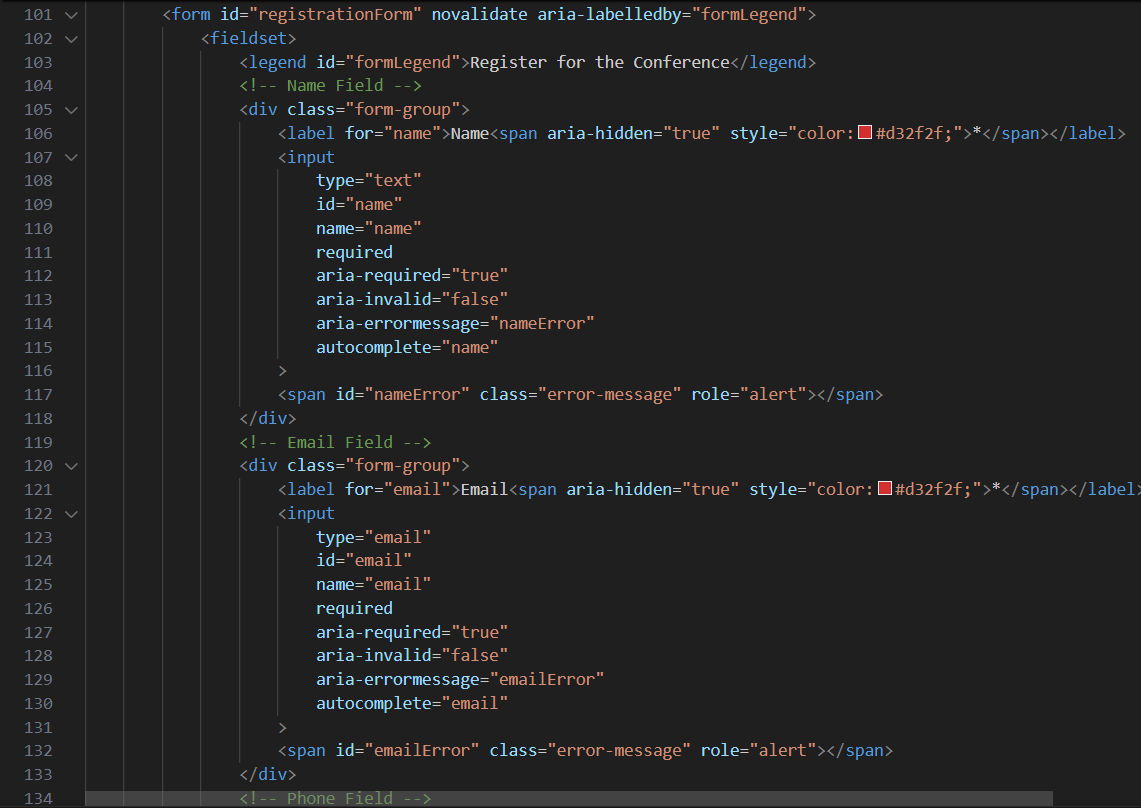 101 <form id="registrationForm" novalidate aria-labelledby="formLegend">
102 <fieldset>
103 <legend id="formLegend">Register for the Conference</legend>
104 <!-- Name Field -->
105 <div class="form-group">
106 <label for="name">Name<span aria-hidden="true" style="color:#d32f2f;">*</span></label>
107 <input
108 type="text"
109 id="name"
110 name="name"
111 required
112 aria-required="true"
113 aria-invalid="false"
114 aria-errormessage="nameError"
115 autocomplete="name"
116 >
117 <span id="nameError" class="error-message" role="alert"></span>
118 </div>
119 <!-- Email Field -->
120 <div class="form-group">
121 <label for="email">Email<span aria-hidden="true" style="color:#d32f2f;">*</span></label>
122 <input
123 type="email"
124 id="email"
125 name="email"
126 required
127 aria-required="true"
128 aria-invalid="false"
129 aria-errormessage="emailError"
130 autocomplete="email"
131 >
132 <span id="emailError" class="error-message" role="alert"></span>
133 </div>
134 <!-- Phone Field -->